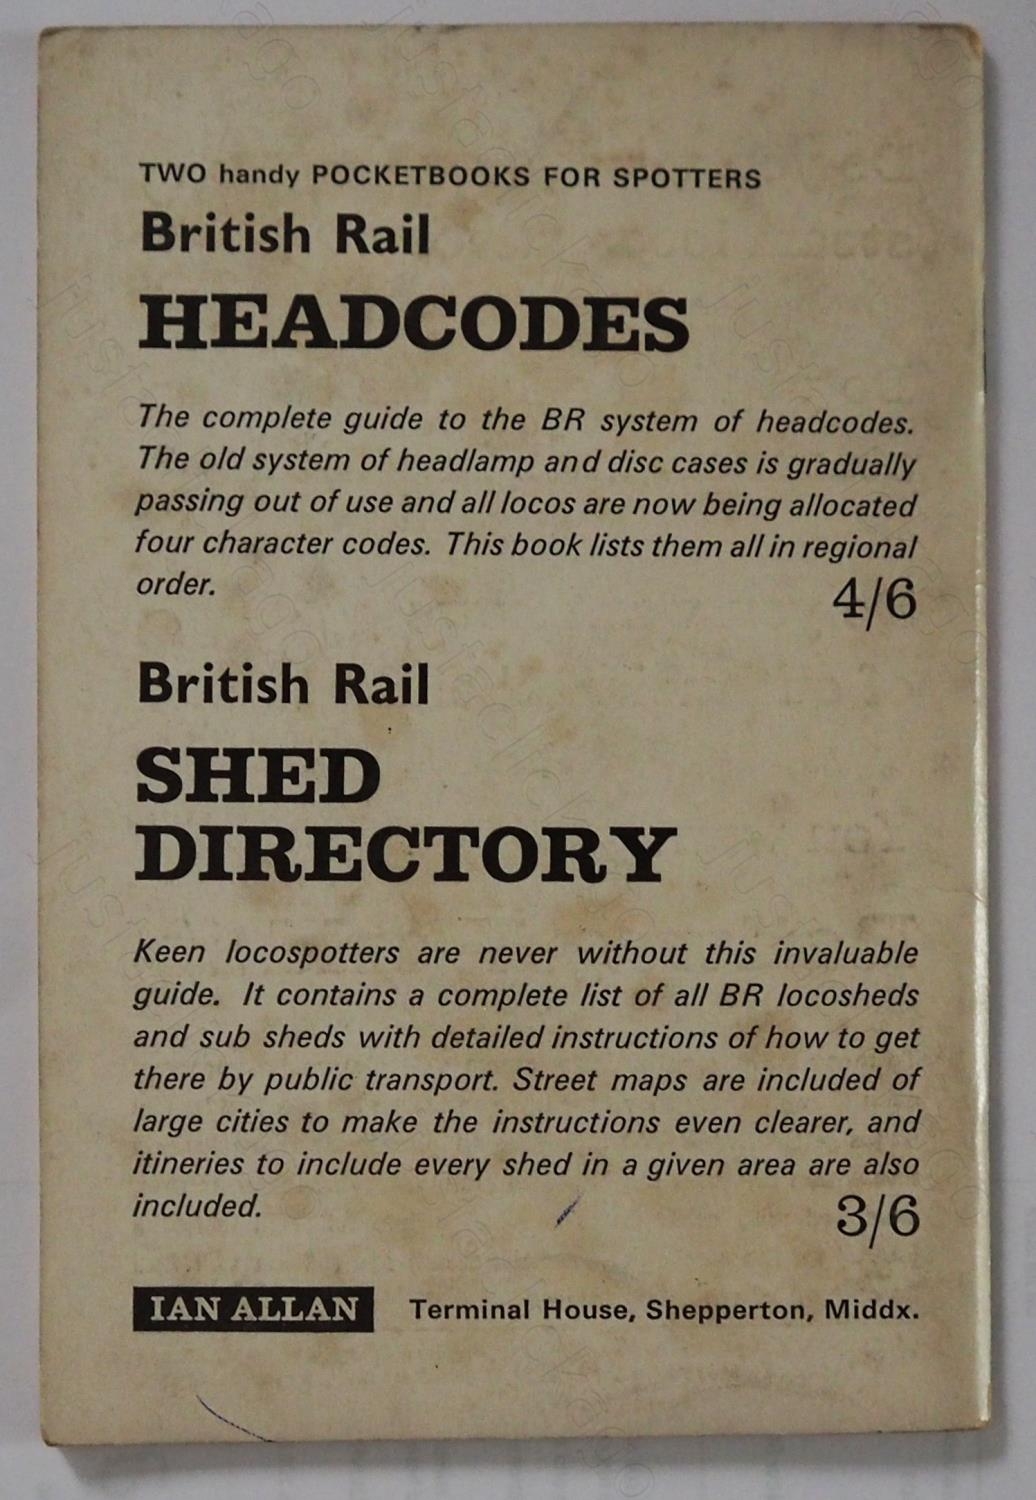 TWO handy POCKETBOOKS FOR SPOTTERS
British Rail
HEADCODES
The complete guide to the BR system of headcodes.
The old system of headlamp and disc cases is gradually
passing out of use and all locos are now being allocated
four character codes. This book lists them all in regional
order.
4/6
British Rail
SHED
DIRECTORY
Keen locospotters are never without this invaluable
guide. It contains a complete list of all BR locosheds
and sub sheds with detailed instructions of how to get
there by public transport. Street maps are included of
large cities to make the instructions even clearer, and
itineries to include every shed in a given area are also
included.
3/6
IAN ALLAN Terminal House, Shepperton, Middx.